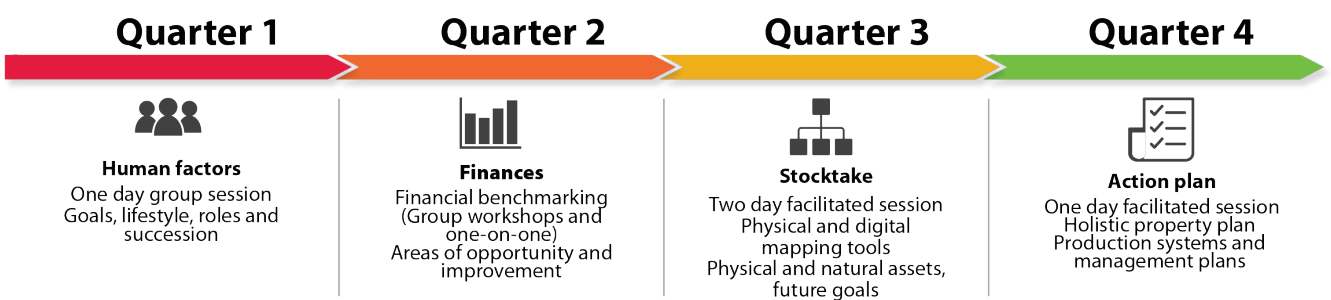 Quarter 1
Quarter 2
Quarter 3
Quarter 4
Human factors
One day group session
Goals, lifestyle, roles and
succession
Finances
Financial benchmarking
(Group workshops and
one-on-one)
Areas of opportunity and
improvement
Stocktake
Two day facilitated session
Physical and digital
mapping tools
Physical and natural assets,
future goals
Action plan
One day facilitated session
Holistic property plan
Production systems and
management plans